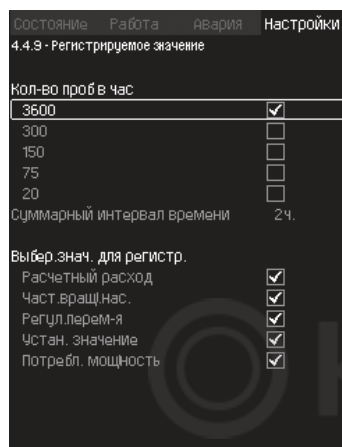 Состояние Работа Авария Настройки
4.4.9 - Регистрируемое значение
Кол-во проб в час
3600
300
150
75
20
Суммарный интервал времени 2ч.
Выбер.знач. для регистр.
Расчетный расход
Част.вращ.нас.
Регул.перем-я
Устан. значение
Потребл. мощность